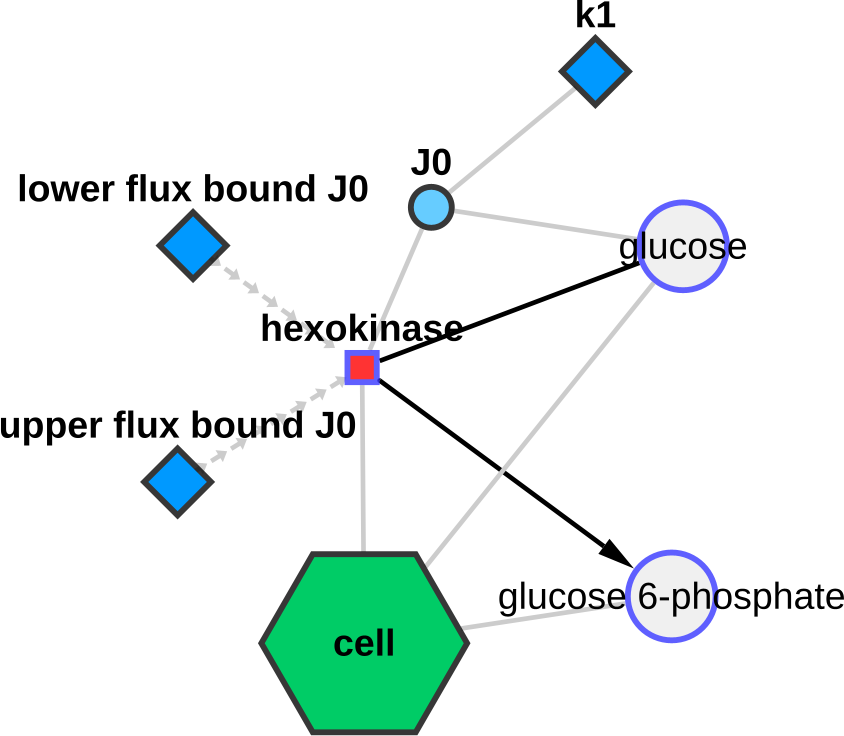 k1
J0
lower flux bound J0
glucose
hexokinase
upper flux bound J0
glucose 6-phosphate
cell